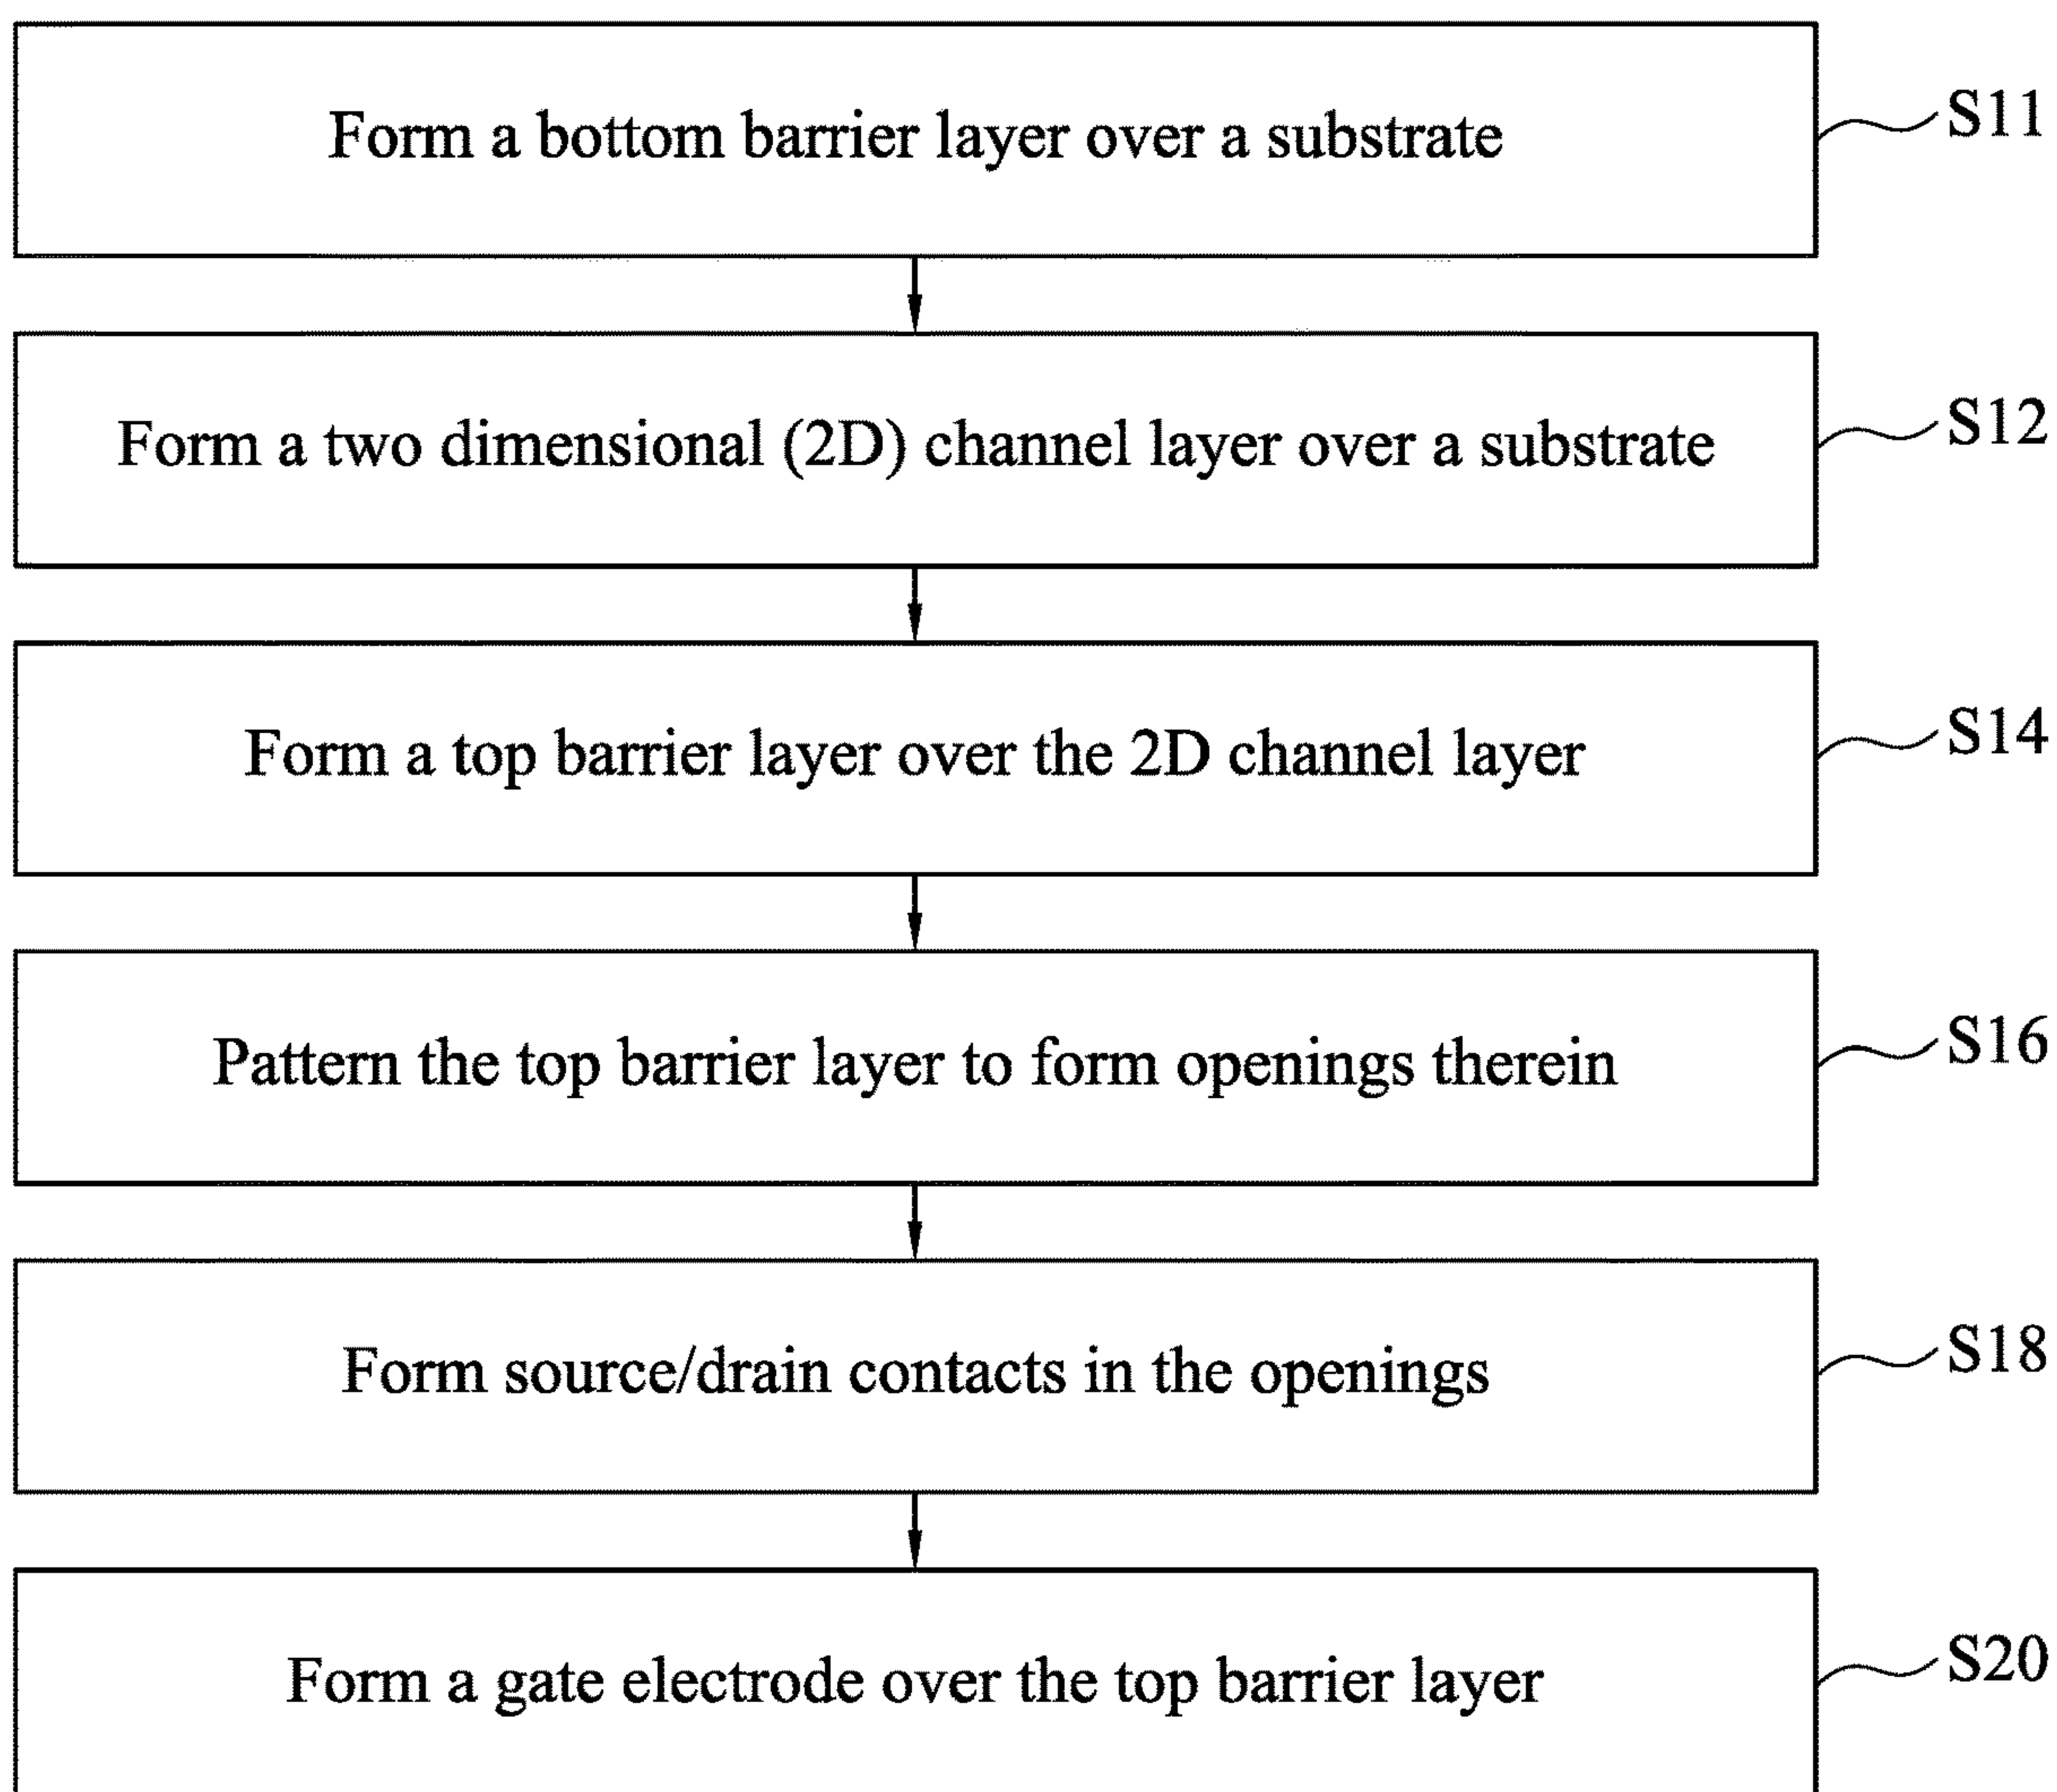 Form a bottom barrier layer over a substrate
S11
Form a two dimensional (2D) channel layer over a substrate
S12
Form a top barrier layer over the 2D channel layer
S14
Pattern the top barrier layer to form openings therein
S16
Form source/drain contacts in the openings
S18
Form a gate electrode over the top barrier layer
S20